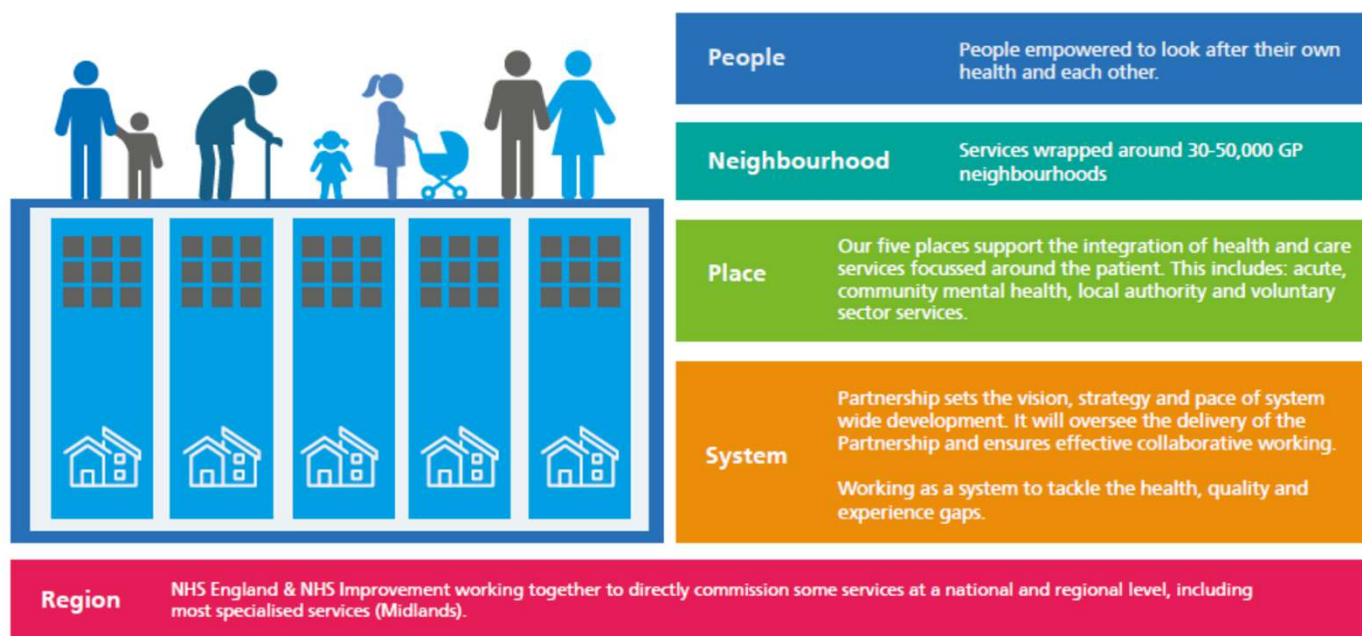 People
People empowered to look after their own
health and each other.
Neighbourhood
Services wrapped around 30-50,000 GP
neighbourhoods
Place
Our five places support the integration of health and care
services focussed around the patient. This includes: acute,
community mental health, local authority and voluntary
sector services.
System
Partnership sets the vision, strategy and pace of system
wide development. It will oversee the delivery of the
Partnership and ensures effective collaborative working.
Working as a system to tackle the health, quality and
experience gaps.
Region
NHS England & NHS Improvement working together to directly commission some services at a national and regional level, including
most specialised services (Midlands).